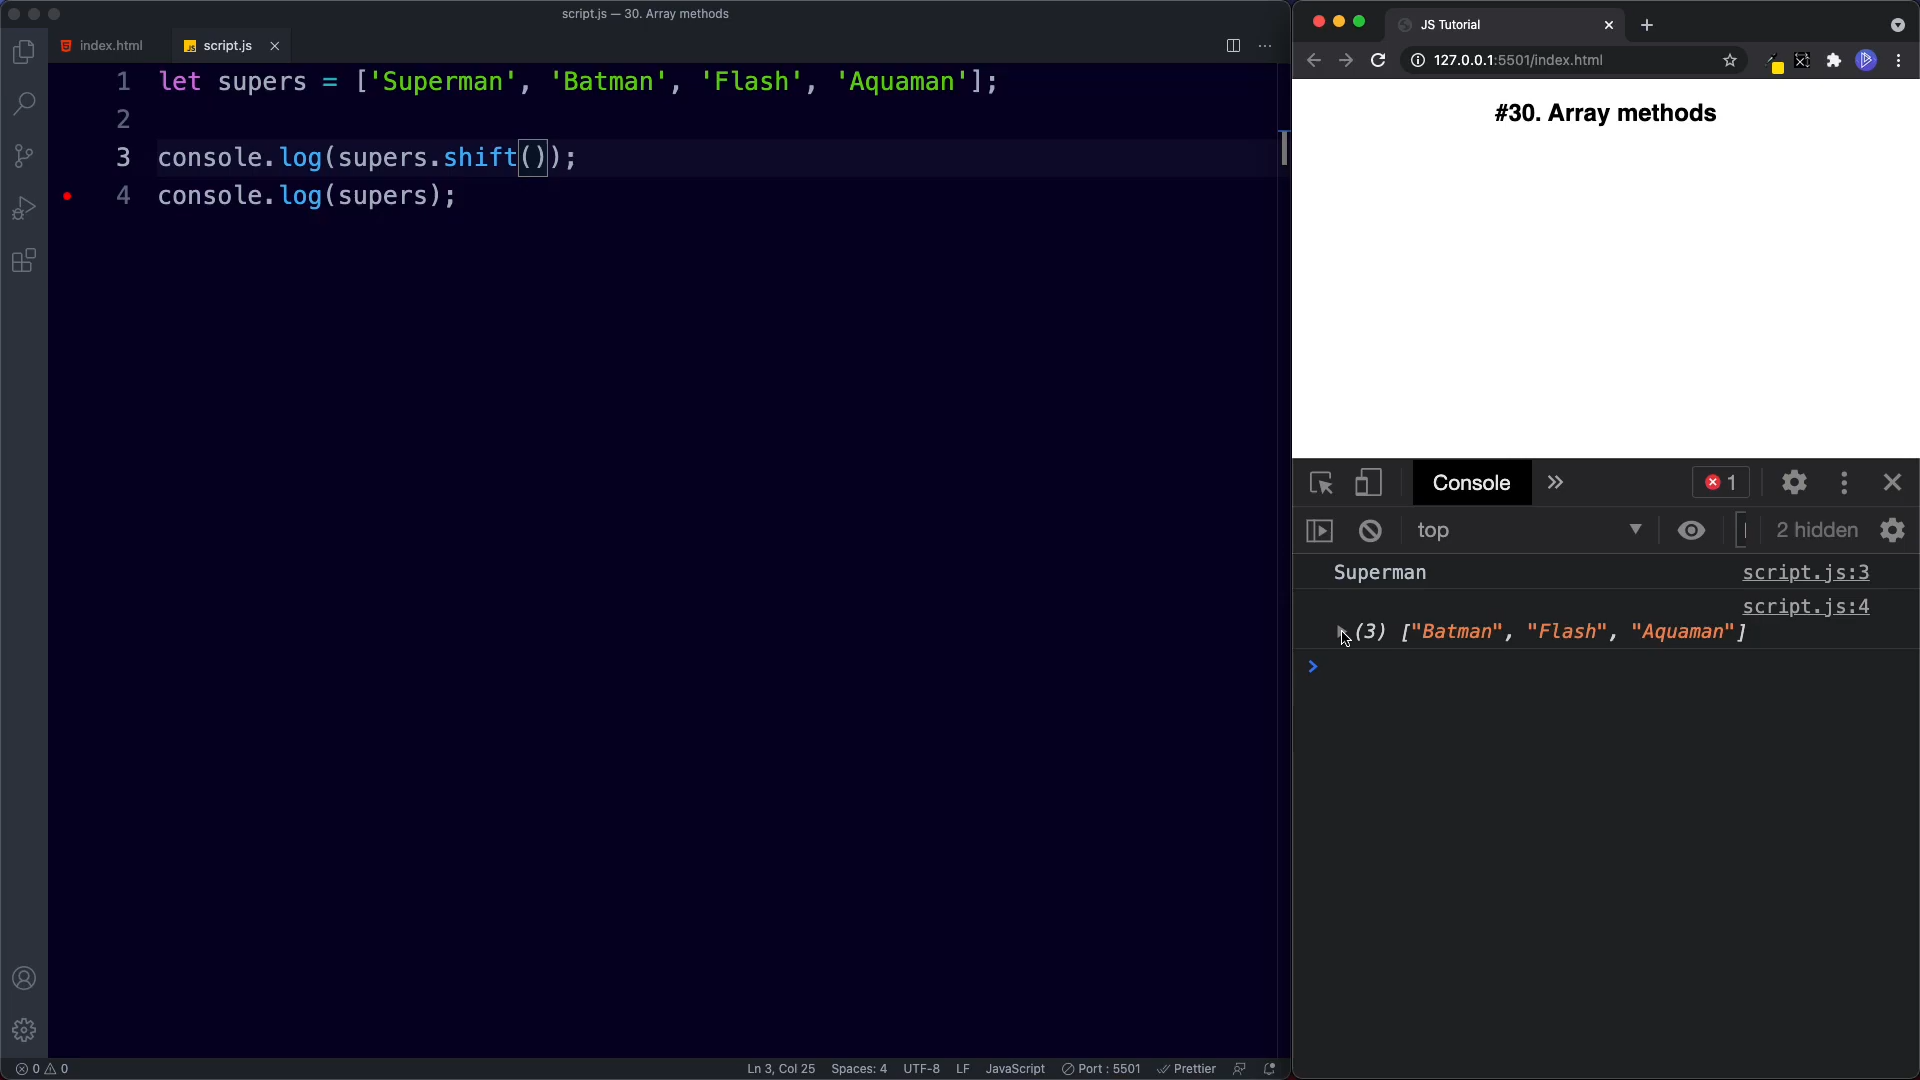 script.js — 30. Array methods
index.html
script.js
1 let supers = ['Superman', 'Batman', 'Flash', 'Aquaman'];
2
3 console.log(supers.shift());
4 console.log(supers);
0 0
Ln 3, Col 25 Spaces: 4 UTF-8 LF JavaScript Port : 5501 Prettier
JS Tutorial
127.0.0.1:5501/index.html
#30. Array methods
Console » 1
top 2 hidden
Superman script.js:3
script.js:4
(3) ["Batman", "Flash", "Aquaman"]
>